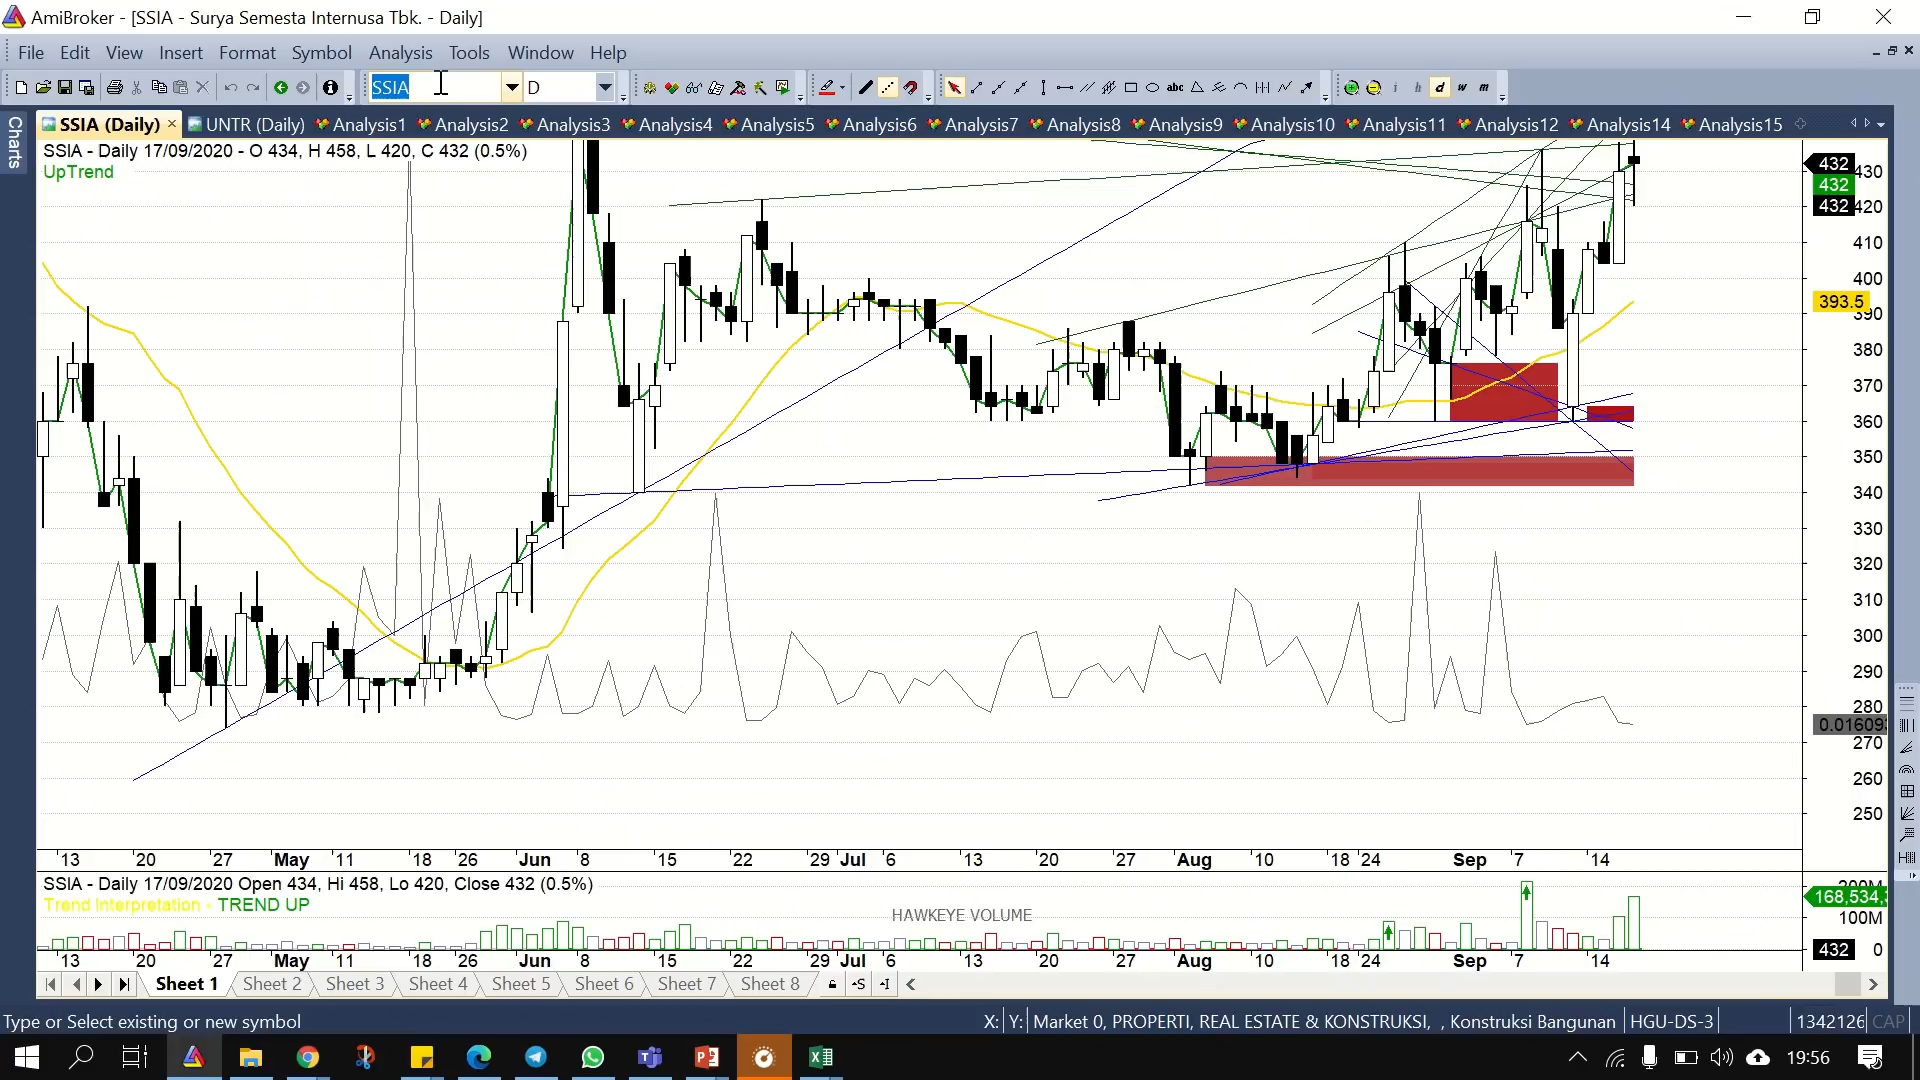 AmiBroker - [SSIA - Surya Semesta Internusa Tbk. - Daily]
File Edit View Insert Format Symbol Analysis Tools Window Help
SSIA D abc i h d w m
Charts
SSIA (Daily) UNTR (Daily) Analysis1 Analysis2 Analysis3 Analysis4 Analysis5 Analysis6 Analysis7 Analysis8 Analysis9 Analysis10 Analysis11 Analysis12 Analysis14 Analysis15
SSIA - Daily 17/09/2020 - O 434, H 458, L 420, C 432 (0.5%)
UpTrend
432
430
432
432
420
410
400
393.5
390
380
370
360
350
340
330
320
310
300
290
280
270
260
250
13 20 27 May 11 18 26 Jun 8 15 22 29 Jul 6 13 20 27 Aug 10 18 24 Sep 7 14
SSIA - Daily 17/09/2020 Open 434, Hi 458, Lo 420, Close 432 (0.5%)
Trend Interpretation - TREND UP
HAWKEYE VOLUME
100M
432 0
13 20 27 May 11 18 26 Jun 8 15 22 29 Jul 6 13 20 27 Aug 10 18 24 Sep 7 14
Sheet 1 Sheet 2 Sheet 3 Sheet 4 Sheet 5 Sheet 6 Sheet 7 Sheet 8
Type or Select existing or new symbol X: Y: Market 0, PROPERTI, REAL ESTATE & KONSTRUKSI, , Konstruksi Bangunan HGU-DS-3 1342126 CAP
19:56